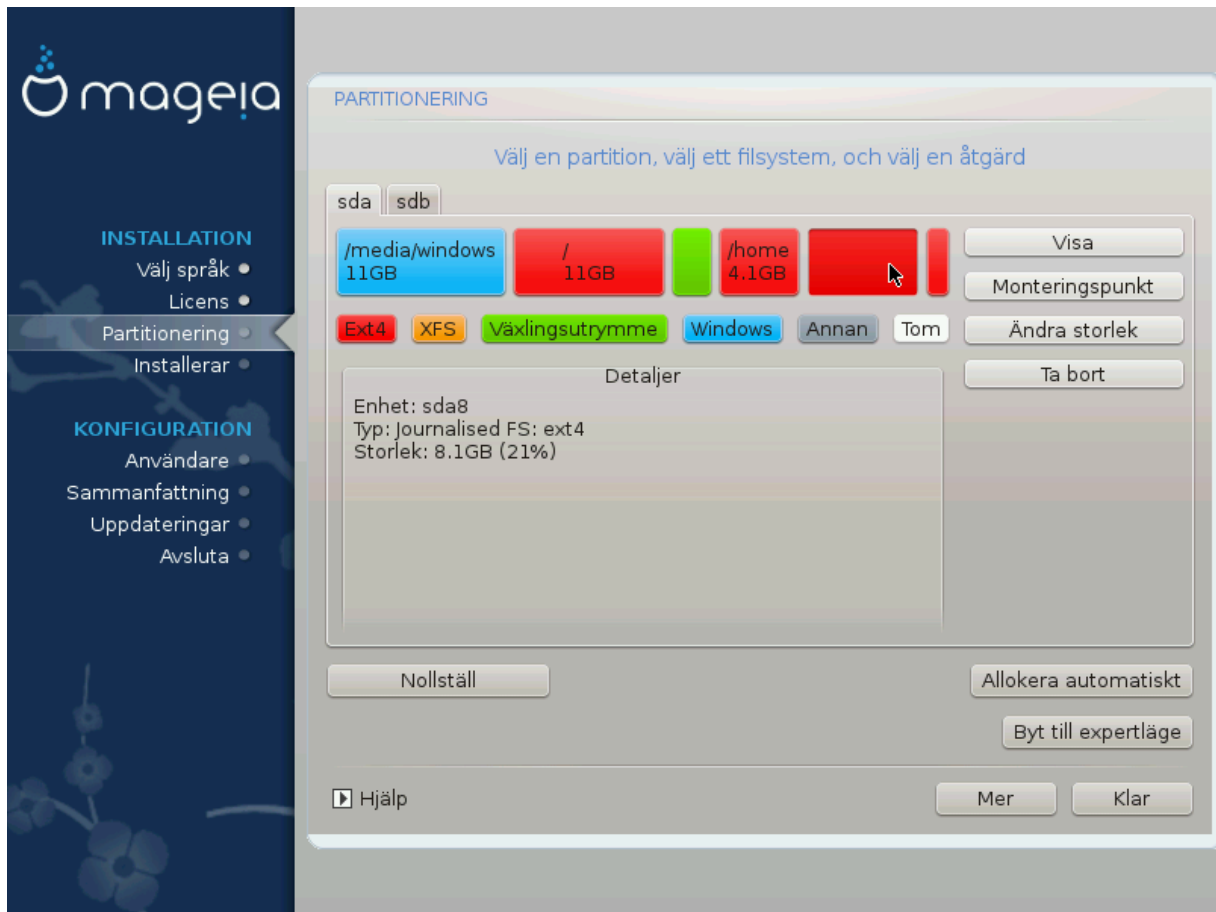 mageia
INSTALLATION
Välj språk
Licens
Partitionering
Installerar
KONFIGURATION
Användare
Sammanfattning
Uppdateringar
Avsluta
PARTITIONERING
Välj en partition, välj ett filsystem, och välj en åtgärd
sda
sdb
/media/windows
11GB
/
11GB
/home
4.1GB
Ext4
XFS
Växlingsutrymme
Windows
Annan
Tom
Visa
Monteringspunkt
Ändra storlek
Ta bort
Detaljer
Enhet: sda8
Typ: Journalised FS: ext4
Storlek: 8.1GB (21%)
Nollställ
Allokera automatiskt
Byt till expertläge
Hjälp
Mer
Klar